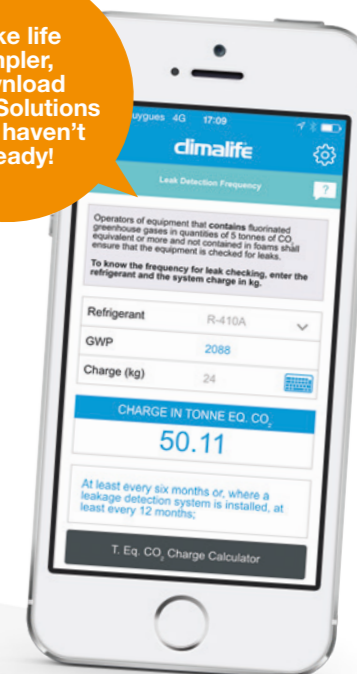 ke life
mpler,
wnload
Solutions
haven't
eady!
uygues 4G 17:09
climalife
Leak Detection Frequency
?
Operators of equipment that contains fluorinated
greenhouse gases in quantities of 5 tonnes of CO₂
equivalent or more and not contained in foams shall
ensure that the equipment is checked for leaks.
To know the frequency for leak checking, enter the
refrigerant and the system charge in kg.
Refrigerant R-410A
GWP 2088
Charge (kg) 24
CHARGE IN TONNE EQ. CO₂
50.11
At least every six months or, where a
leakage detection system is installed, at
least every 12 months;
T. Eq. CO₂ Charge Calculator